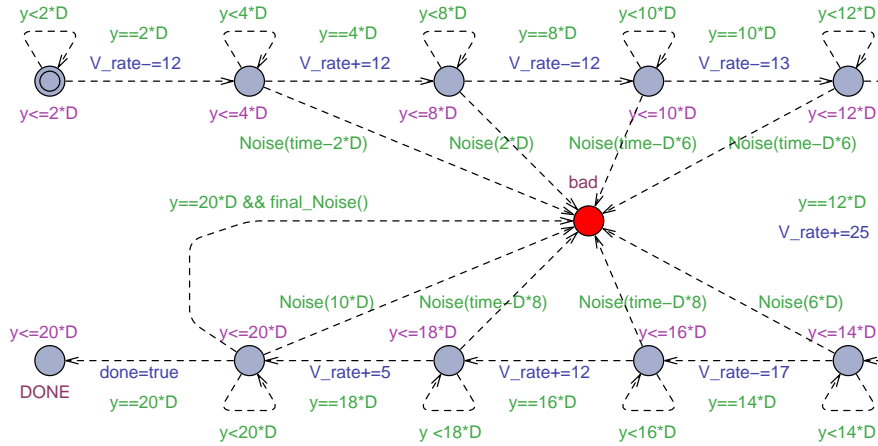 y<2*D y<4*D y<8*D y<10*D y<12*D
y==2*D y==4*D y==8*D y==10*D
V_rate−=12 V_rate+=12 V_rate−=12 V_rate−=13
y<=2*D y<=4*D y<=8*D y<=10*D y<=12*D
Noise(time−2*D) Noise(2*D) Noise(time−D*6) Noise(time−D*6)
bad
y==20*D && final_Noise() y==12*D
V_rate+=25
Noise(10*D) Noise(time−D*8) Noise(time−D*8) Noise(6*D)
y<=20*D y<=20*D y<=18*D y<=16*D y<=14*D
done=true V_rate+=5 V_rate+=12 V_rate−=17
DONE
y==20*D y==18*D y==16*D y==14*D
y<20*D y <18*D y<16*D y<14*D